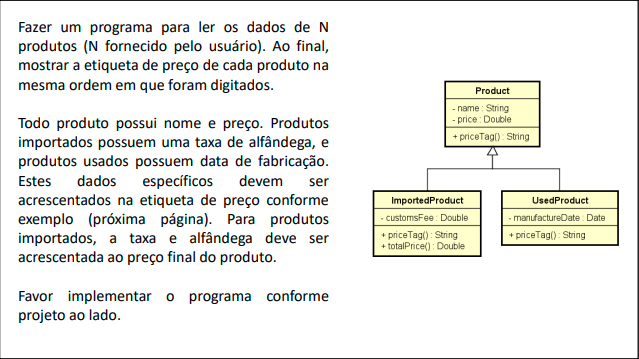 Fazer um programa para ler os dados de N
produtos (N fornecido pelo usuário). Ao final,
mostrar a etiqueta de preço de cada produto na
mesma ordem em que foram digitados.
Todo produto possui nome e preço. Produtos
importados possuem uma taxa de alfândega, e
produtos usados possuem data de fabricação.
Estes dados específicos devem ser
acrescentados na etiqueta de preço conforme
exemplo (próxima página). Para produtos
importados, a taxa e alfândega deve ser
acrescentada ao preço final do produto.
Favor implementar o programa conforme
projeto ao lado.
Product
- name : String
- price : Double
+ priceTag() : String
ImportedProduct
- customsFee : Double
+ priceTag() : String
+ totalPrice() : Double
UsedProduct
- manufactureDate : Date
+ priceTag() : String